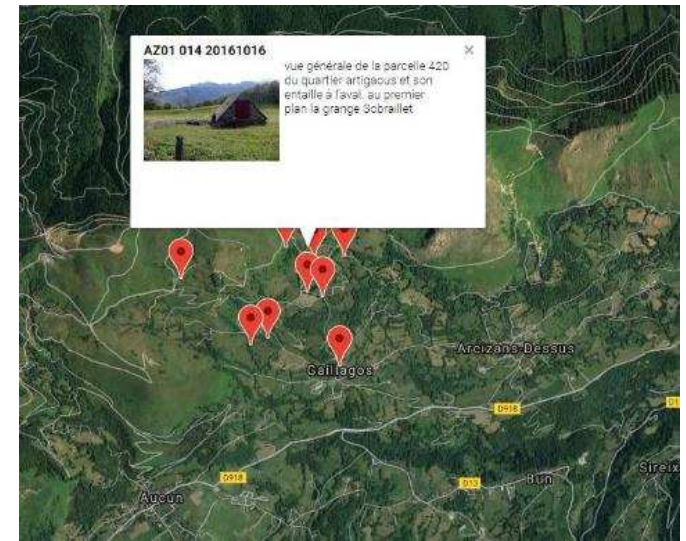 AZ01 014 20161016
vue générale de la parcelle 420
du quartier artigaous et son
entaille à l'aval. au premier
plan la grange Sobraillet
Arcizans-Dessus
Gaillagos
D918
D918
D13
Bun
Sireix
Aucun